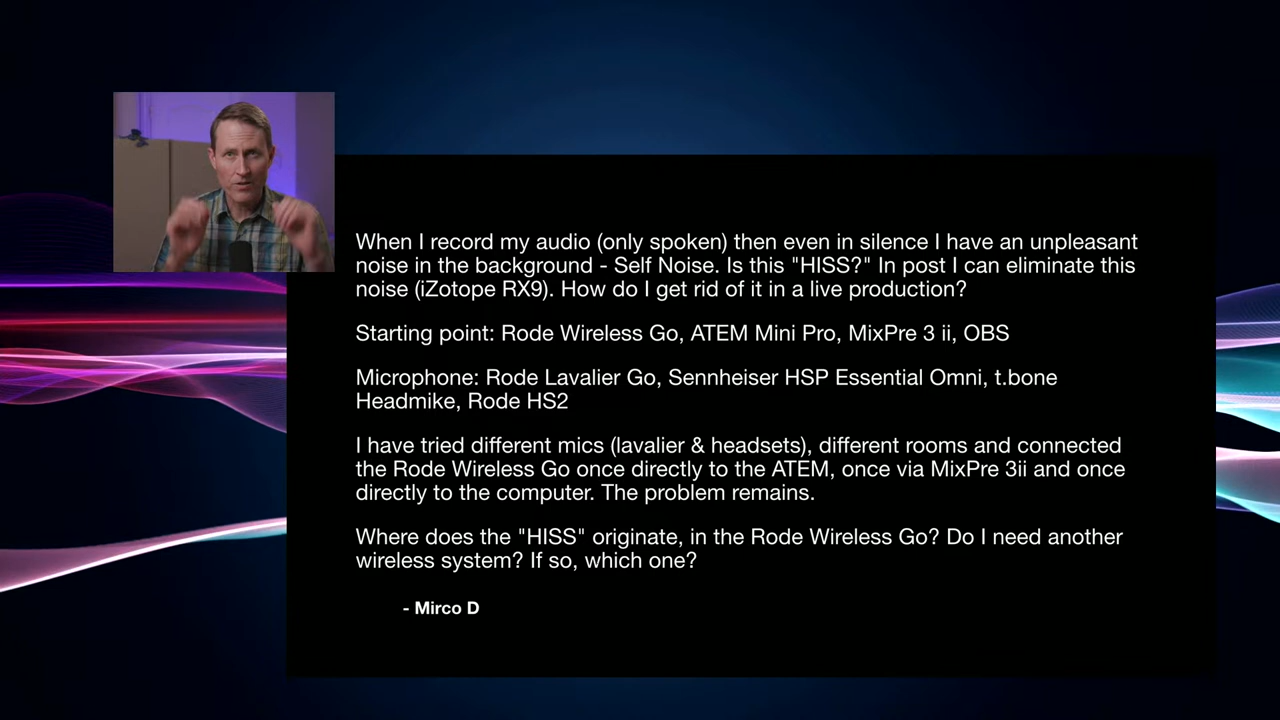 When I record my audio (only spoken) then even in silence I have an unpleasant
noise in the background - Self Noise. Is this "HISS?" In post I can eliminate this
noise (iZotope RX9). How do I get rid of it in a live production?
Starting point: Rode Wireless Go, ATEM Mini Pro, MixPre 3 ii, OBS
Microphone: Rode Lavalier Go, Sennheiser HSP Essential Omni, t.bone
Headmike, Rode HS2
I have tried different mics (lavalier & headsets), different rooms and connected
the Rode Wireless Go once directly to the ATEM, once via MixPre 3ii and once
directly to the computer. The problem remains.
Where does the "HISS" originate, in the Rode Wireless Go? Do I need another
wireless system? If so, which one?
- Mirco D